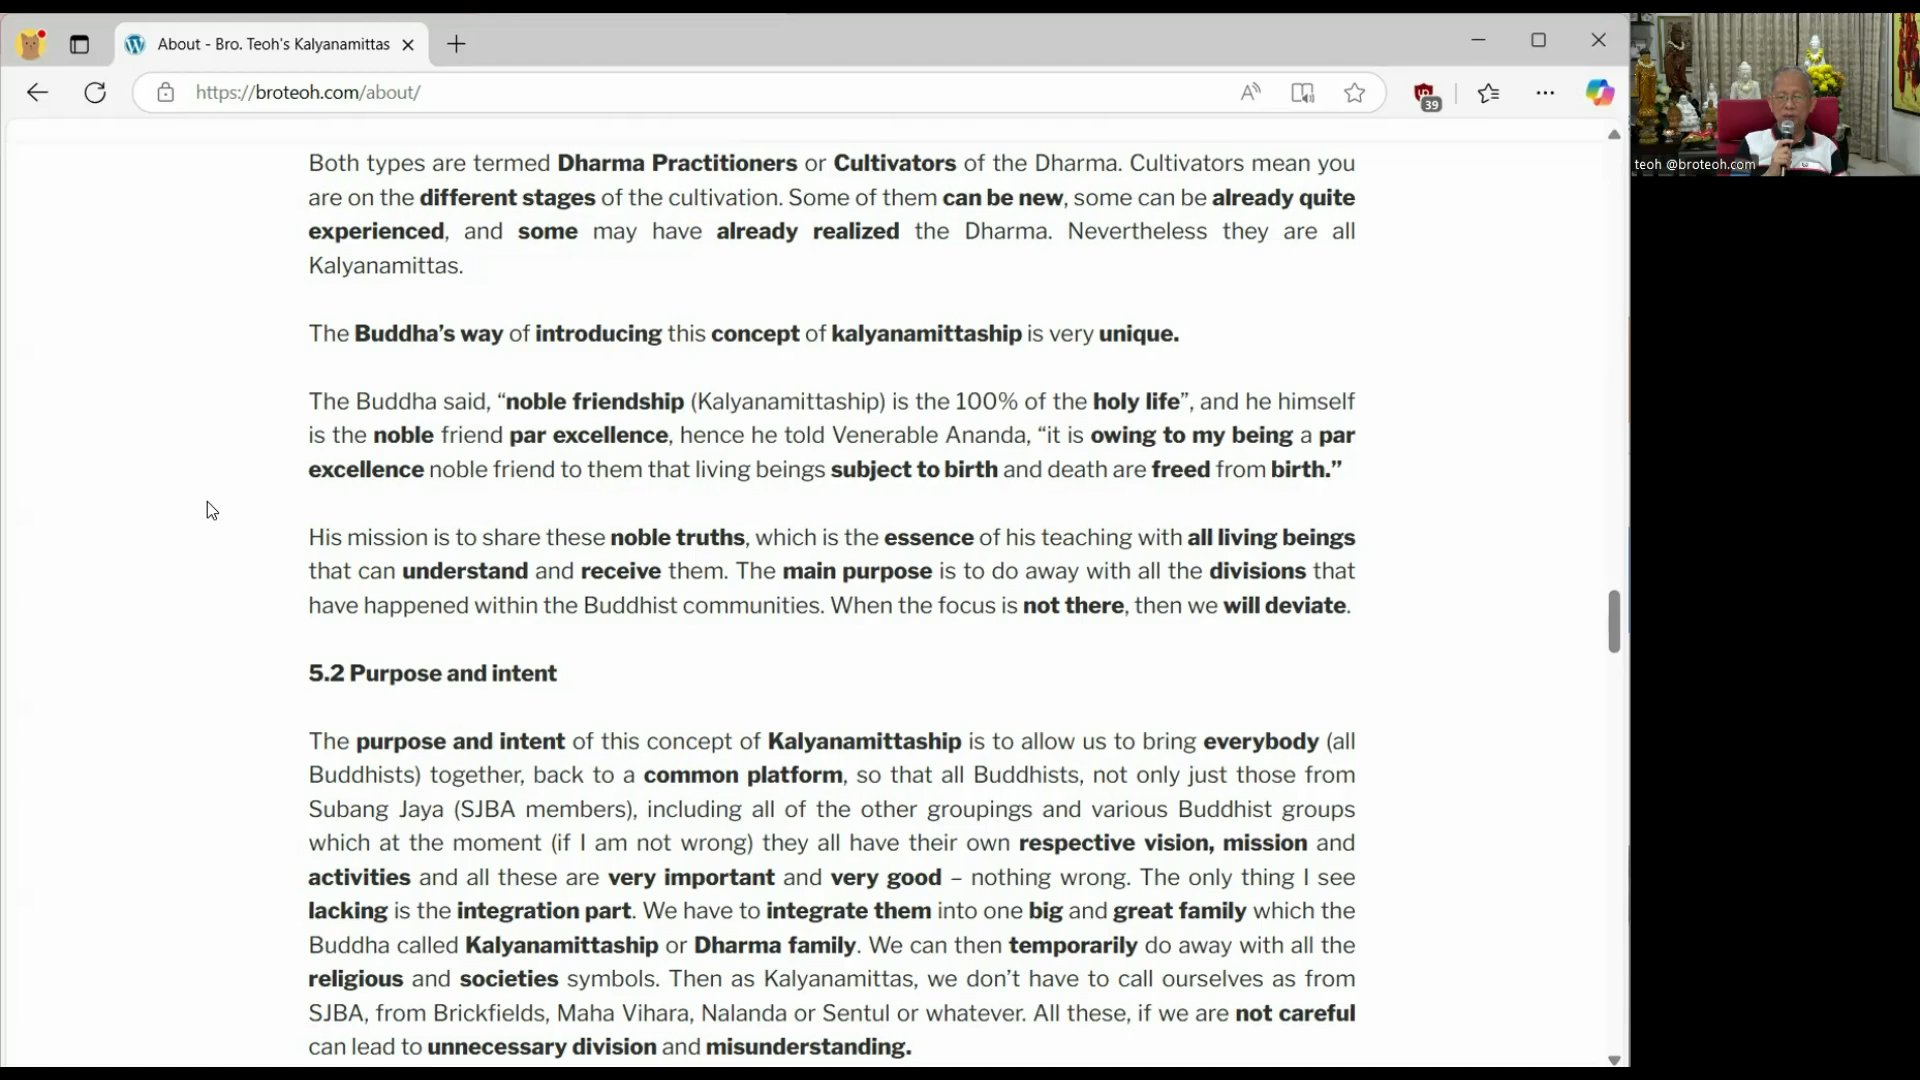 About - Bro. Teoh's Kalyanamittas
https://broteoh.com/about/
39
teoh @broteoh.com
Both types are termed Dharma Practitioners or Cultivators of the Dharma. Cultivators mean you
are on the different stages of the cultivation. Some of them can be new, some can be already quite
experienced, and some may have already realized the Dharma. Nevertheless they are all
Kalyanamittas.
The Buddha’s way of introducing this concept of kalyanamittaship is very unique.
The Buddha said, “noble friendship (Kalyanamittaship) is the 100% of the holy life”, and he himself
is the noble friend par excellence, hence he told Venerable Ananda, “it is owing to my being a par
excellence noble friend to them that living beings subject to birth and death are freed from birth.”
His mission is to share these noble truths, which is the essence of his teaching with all living beings
that can understand and receive them. The main purpose is to do away with all the divisions that
have happened within the Buddhist communities. When the focus is not there, then we will deviate.
5.2 Purpose and intent
The purpose and intent of this concept of Kalyanamittaship is to allow us to bring everybody (all
Buddhists) together, back to a common platform, so that all Buddhists, not only just those from
Subang Jaya (SJBA members), including all of the other groupings and various Buddhist groups
which at the moment (if I am not wrong) they all have their own respective vision, mission and
activities and all these are very important and very good – nothing wrong. The only thing I see
lacking is the integration part. We have to integrate them into one big and great family which the
Buddha called Kalyanamittaship or Dharma family. We can then temporarily do away with all the
religious and societies symbols. Then as Kalyanamittas, we don’t have to call ourselves as from
SJBA, from Brickfields, Maha Vihara, Nalanda or Sentul or whatever. All these, if we are not careful
can lead to unnecessary division and misunderstanding.